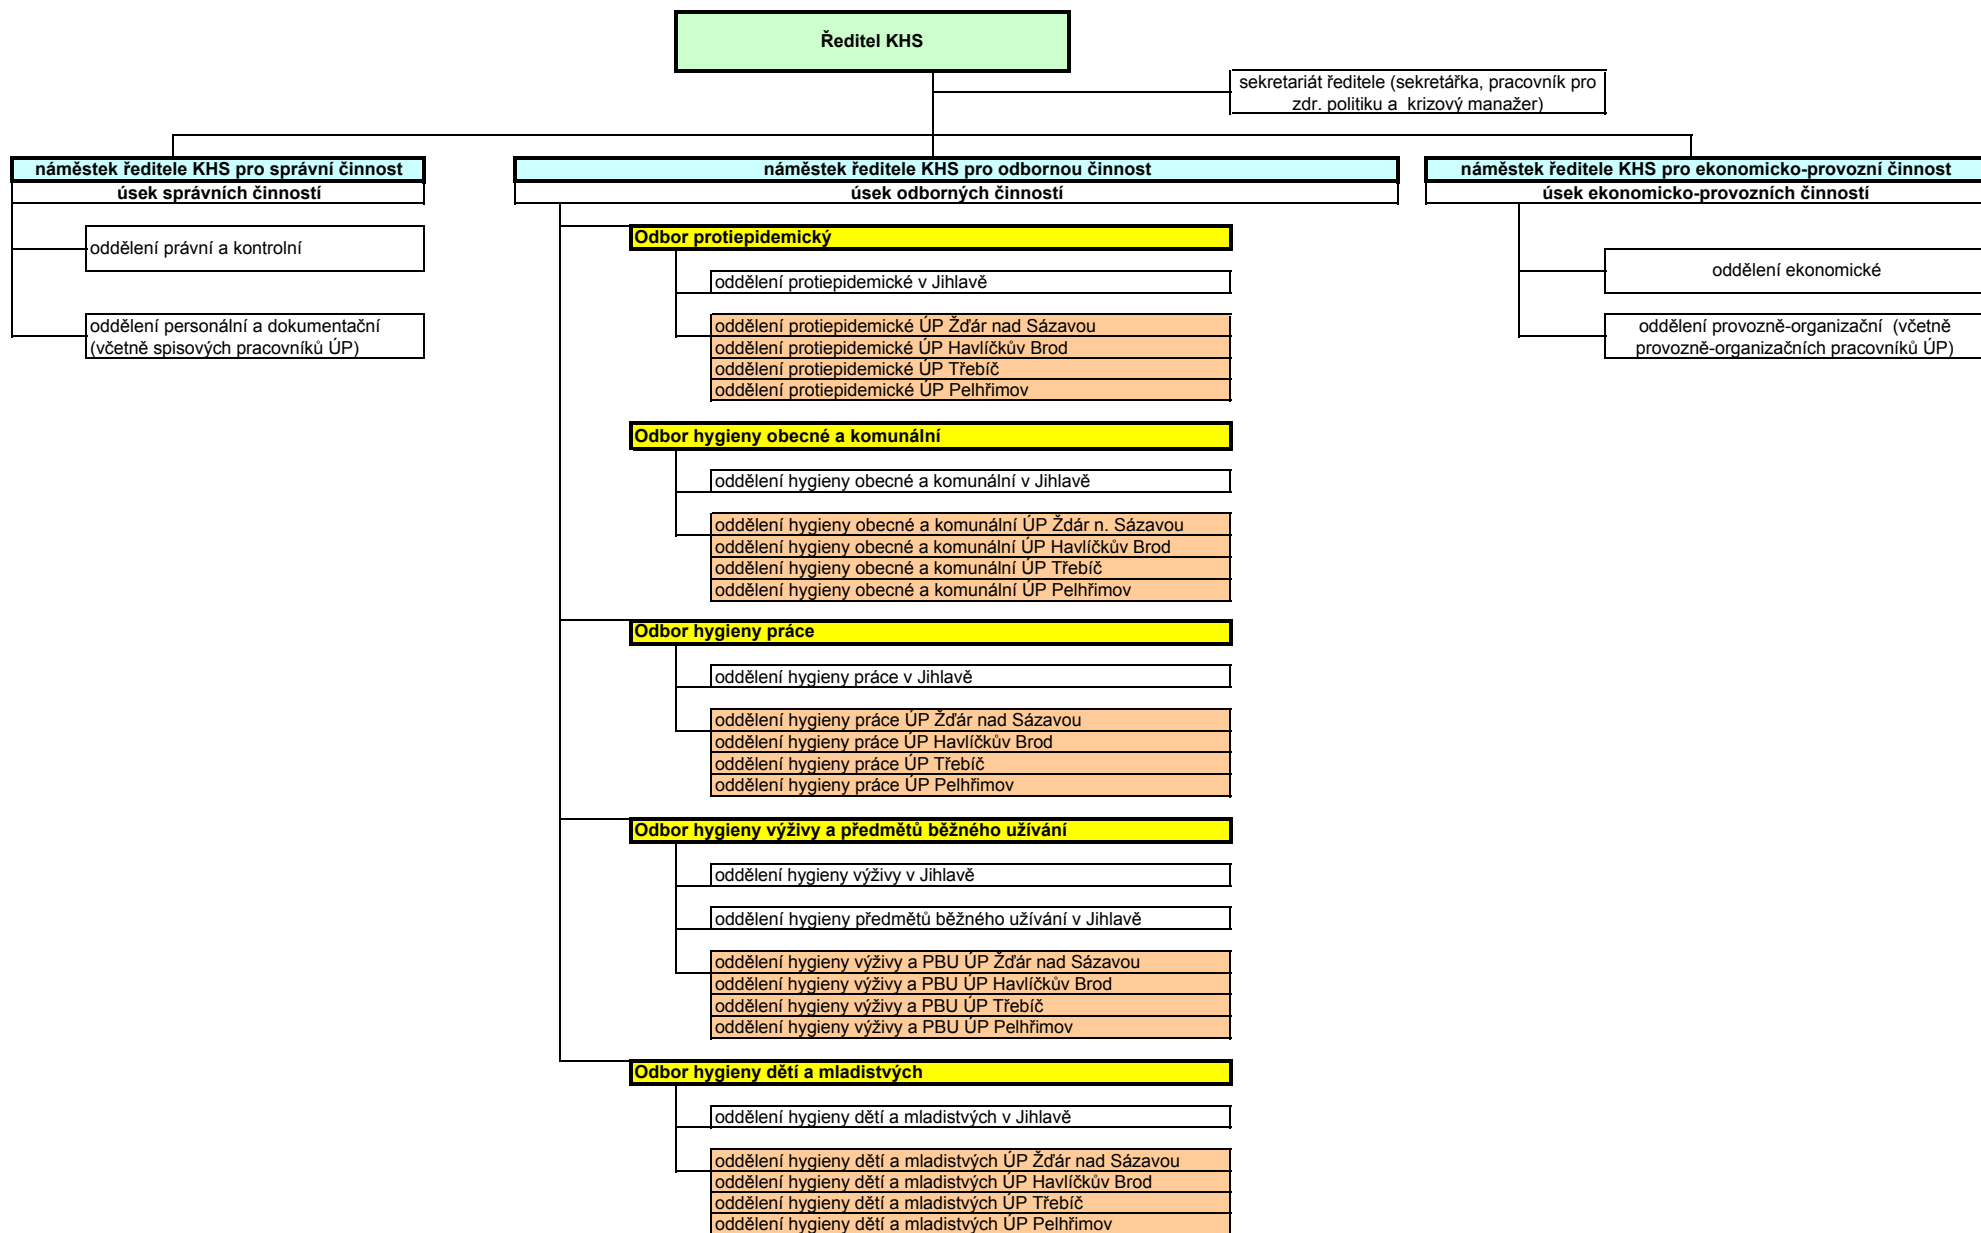 Ředitel KHS
sekretariát ředitele (sekretářka, pracovník pro
zdr. politiku a  krizový manažer)
náměstek ředitele KHS pro správní činnost
úsek správních činností
oddělení právní a kontrolní
oddělení personální a dokumentační
(včetně spisových pracovníků ÚP)
náměstek ředitele KHS pro odbornou činnost
úsek odborných činností
Odbor protiepidemický
oddělení protiepidemické v Jihlavě
oddělení protiepidemické ÚP Žďár nad Sázavou
oddělení protiepidemické ÚP Havlíčkův Brod
oddělení protiepidemické ÚP Třebíč
oddělení protiepidemické ÚP Pelhřimov
Odbor hygieny obecné a komunální
oddělení hygieny obecné a komunální v Jihlavě
oddělení hygieny obecné a komunální ÚP Ždár n. Sázavou
oddělení hygieny obecné a komunální ÚP Havlíčkův Brod
oddělení hygieny obecné a komunální ÚP Třebíč
oddělení hygieny obecné a komunální ÚP Pelhřimov
Odbor hygieny práce
oddělení hygieny práce v Jihlavě
oddělení hygieny práce ÚP Žďár nad Sázavou
oddělení hygieny práce ÚP Havlíčkův Brod
oddělení hygieny práce ÚP Třebíč
oddělení hygieny práce ÚP Pelhřimov
Odbor hygieny výživy a předmětů běžného užívání
oddělení hygieny výživy v Jihlavě
oddělení hygieny předmětů běžného užívání v Jihlavě
oddělení hygieny výživy a PBU ÚP Žďár nad Sázavou
oddělení hygieny výživy a PBU ÚP Havlíčkův Brod
oddělení hygieny výživy a PBU ÚP Třebíč
oddělení hygieny výživy a PBU ÚP Pelhřimov
Odbor hygieny dětí a mladistvých
oddělení hygieny dětí a mladistvých v Jihlavě
oddělení hygieny dětí a mladistvých ÚP Žďár nad Sázavou
oddělení hygieny dětí a mladistvých ÚP Havlíčkův Brod
oddělení hygieny dětí a mladistvých ÚP Třebíč
oddělení hygieny dětí a mladistvých ÚP Pelhřimov
náměstek ředitele KHS pro ekonomicko-provozní činnost
úsek ekonomicko-provozních činností
oddělení ekonomické
oddělení provozně-organizační  (včetně
provozně-organizačních pracovníků ÚP)